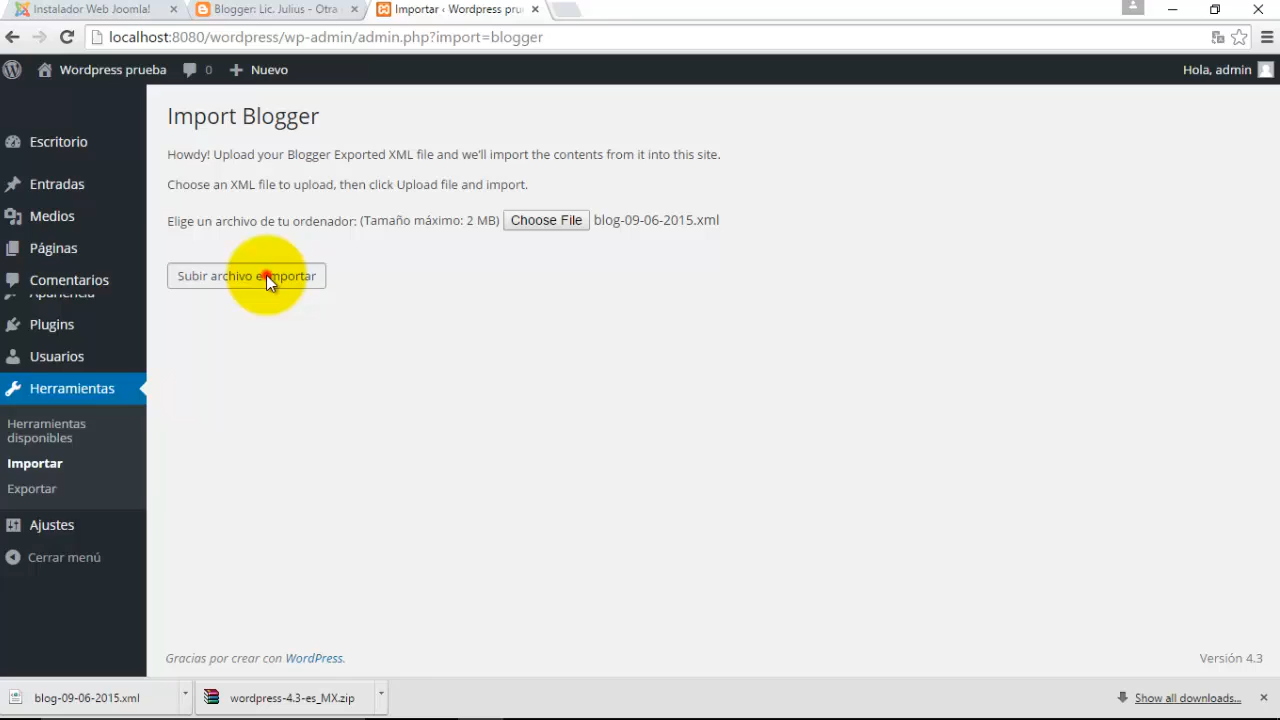 Instalador Web Joomla!
Blogger: Lic. Julius - Otra
Importar ‹ Wordpress pru
localhost:8080/wordpress/wp-admin/admin.php?import=blogger
Wordpress prueba 0 Nuevo Hola, admin
Escritorio
Entradas
Medios
Páginas
Comentarios
Apariencia
Plugins
Usuarios
Herramientas
Herramientas
disponibles
Importar
Exportar
Ajustes
Cerrar menú
Import Blogger
Howdy! Upload your Blogger Exported XML file and we'll import the contents from it into this site.
Choose an XML file to upload, then click Upload file and import.
Elige un archivo de tu ordenador: (Tamaño máximo: 2 MB) Choose File blog-09-06-2015.xml
Subir archivo e importar
Gracias por crear con WordPress. Versión 4.3
blog-09-06-2015.xml
wordpress-4.3-es_MX.zip
Show all downloads...